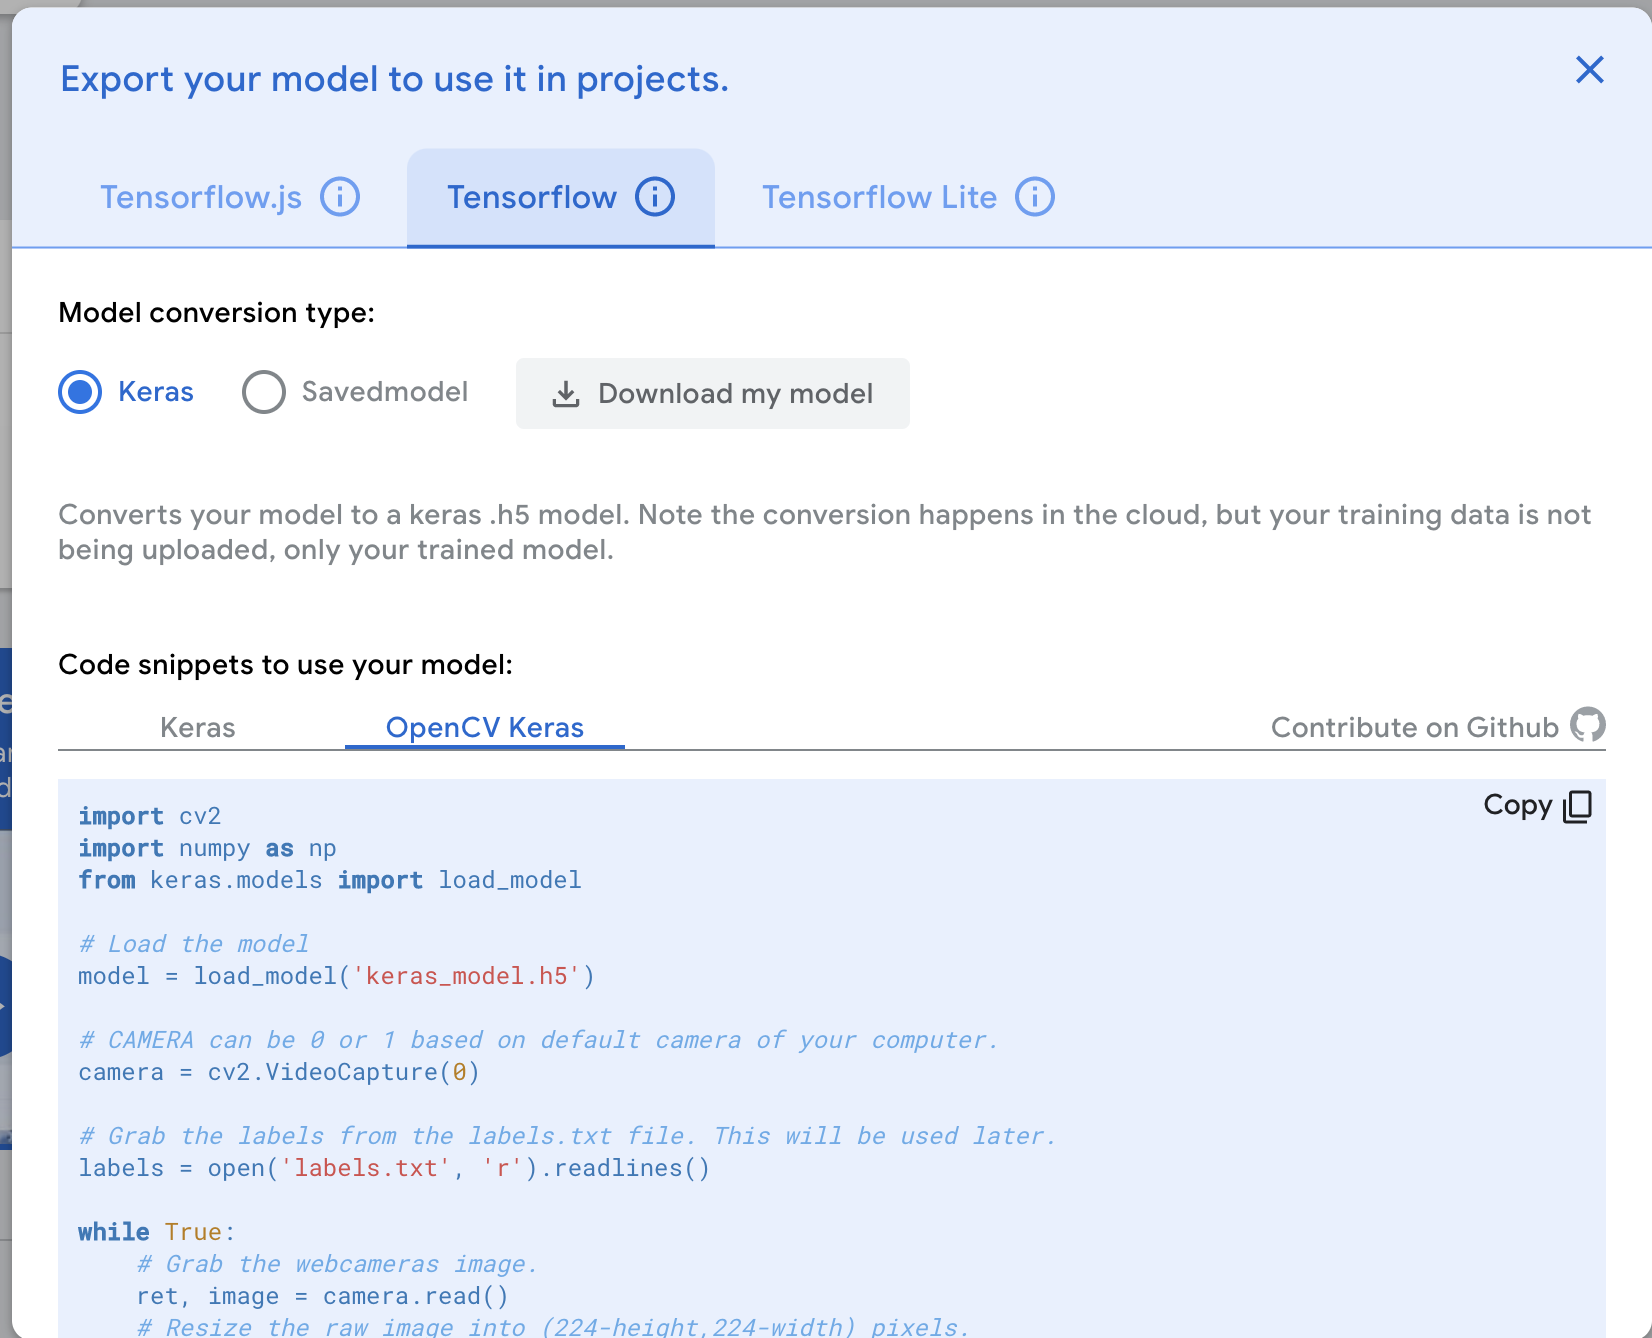 Export your model to use it in projects.
Tensorflow.js
Tensorflow
Tensorflow Lite
Model conversion type:
Keras
Savedmodel
Download my model
Converts your model to a keras .h5 model. Note the conversion happens in the cloud, but your training data is not
being uploaded, only your trained model.
Code snippets to use your model:
Keras
OpenCV Keras
Contribute on Github
Copy
import cv2
import numpy as np
from keras.models import load_model
# Load the model
model = load_model('keras_model.h5')
# CAMERA can be 0 or 1 based on default camera of your computer.
camera = cv2.VideoCapture(0)
# Grab the labels from the labels.txt file. This will be used later.
labels = open('labels.txt', 'r').readlines()
while True:
    # Grab the webcameras image.
    ret, image = camera.read()
    # Resize the raw image into (224-height,224-width) pixels.